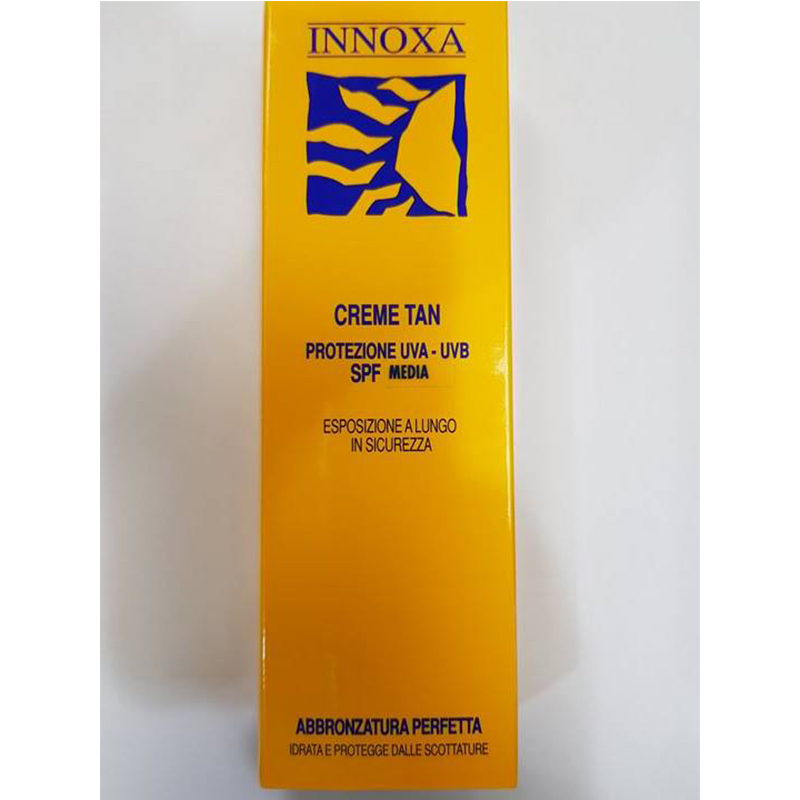 INNOXA
CREME TAN
PROTEZIONE UVA - UVB
SPF MEDIA
ESPOSIZIONE A LUNGO
IN SICUREZZA
ABBRONZATURA PERFETTA
IDRATA E PROTEGGE DALLE SCOTTATURE